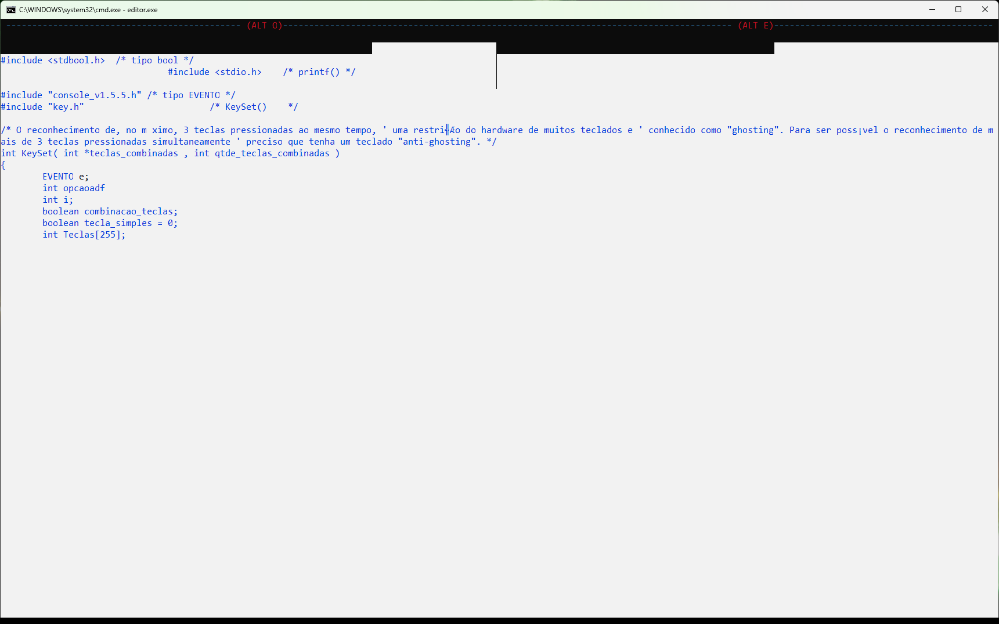 C:\WINDOWS\system32\cmd.exe - editor.exe
--------------------------------------------- (ALT O)-------------------------------------------------------------------------------------- (ALT E)------------------------------------------
#include <stdbool.h>  /* tipo bool */
#include <stdio.h>    /* printf() */
#include "console_v1.5.5.h" /* tipo EVENTO */
#include "key.h"                        /* KeySet()    */
/* O reconhecimento de, no m ximo, 3 teclas pressionadas ao mesmo tempo, ' uma restri╬Æo do hardware de muitos teclados e ' conhecido como "ghosting". Para ser poss¡vel o reconhecimento de m
ais de 3 teclas pressionadas simultaneamente ' preciso que tenha um teclado "anti-ghosting". */
int KeySet( int *teclas_combinadas , int qtde_teclas_combinadas )
{
EVENTO e;
int opcaoadf
int i;
boolean combinacao_teclas;
boolean tecla_simples = 0;
int Teclas[255];